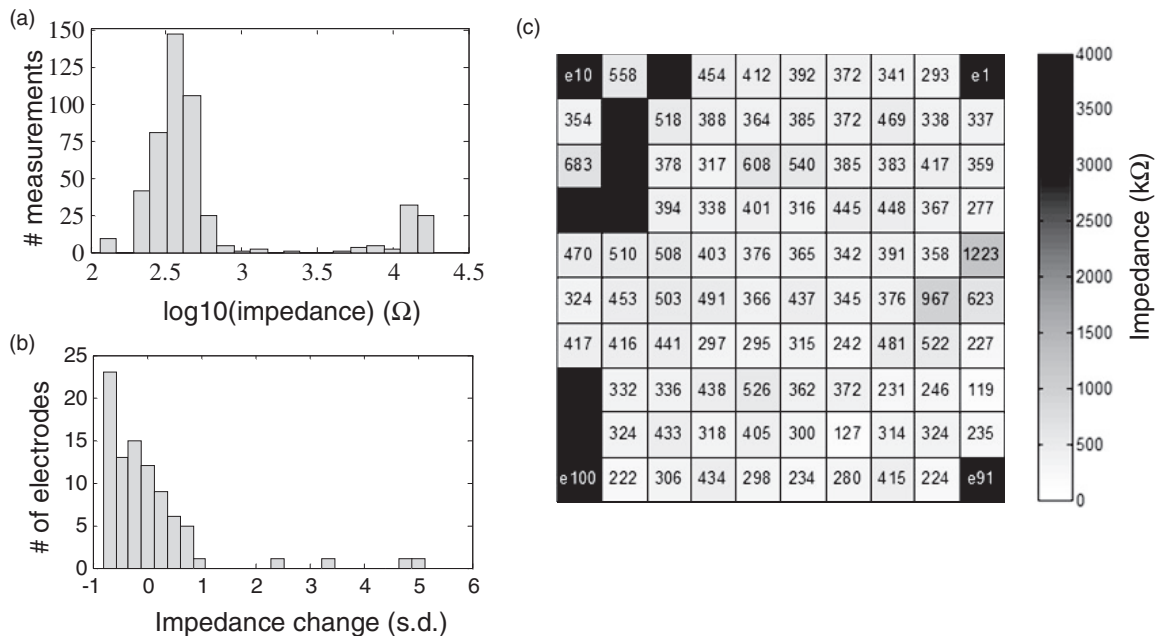 (a)
# measurements
150
125
100
75
50
25
0
2 2.5 3 3.5 4 4.5
log10(impedance) (Ω)
(b)
# of electrodes
25
20
15
10
5
0
-1 0 1 2 3 4 5 6
Impedance change (s.d.)
(c)
e10 558 454 412 392 372 341 293 e1
354 518 388 364 385 372 469 338 337
683 378 317 608 540 385 383 417 359
394 338 401 316 445 448 367 277
470 510 508 403 376 365 342 391 358 1223
324 453 503 491 366 437 345 376 967 623
417 416 441 297 295 315 242 481 522 227
332 336 438 526 362 372 231 246 119
324 433 318 405 300 127 314 324 235
e100 222 306 434 298 234 280 415 224 e91
4000
3500
3000
2500
2000
1500
1000
500
0
Impedance (kΩ)